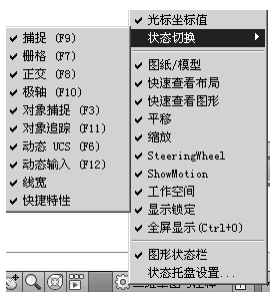 光标坐标值
状态切换
捕捉 (F9)
栅格 (F7)
正交 (F8)
极轴 (F10)
对象捕捉 (F3)
对象追踪 (F11)
动态 UCS (F6)
动态输入 (F12)
线宽
快捷特性
图纸/模型
快速查看布局
快速查看图形
平移
缩放
SteeringWheel
ShowMotion
工作空间
显示锁定
全屏显示(Ctrl+0)
图形状态栏
状态托盘设置...